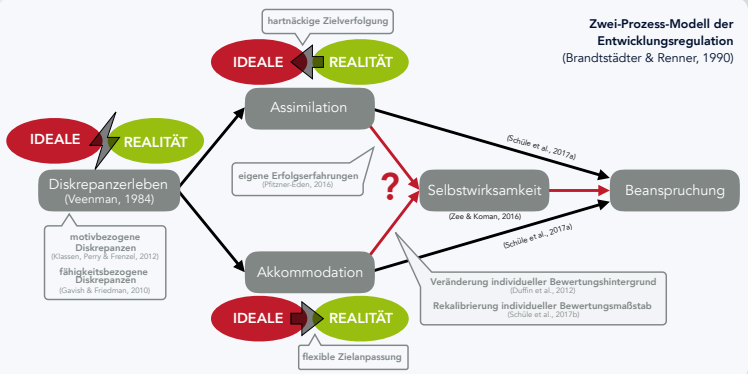 Zwei-Prozess-Modell der
Entwicklungsregulation
(Brandtstädter & Renner, 1990)
hartnäckige Zielverfolgung
IDEALE
REALITÄT
Assimilation
IDEALE
REALITÄT
Diskrepanzerleben
(Veenman, 1984)
motivbezogene
Diskrepanzen
(Klassen, Perry & Frenzel, 2012)
fähigkeitsbezogene
Diskrepanzen
(Gavish & Friedman, 2010)
eigene Erfolgserfahrungen
(Pfitzner-Eden, 2016)
?
(Schüle et al., 2017a)
Selbstwirksamkeit
(Zee & Koman, 2016)
Beanspruchung
(Schüle et al., 2017a)
Akkommodation
Veränderung individueller Bewertungshintergrund
(Duffin et al., 2012)
Rekalibrierung individueller Bewertungsmaßstab
(Schüle et al., 2017b)
IDEALE
REALITÄT
flexible Zielanpassung